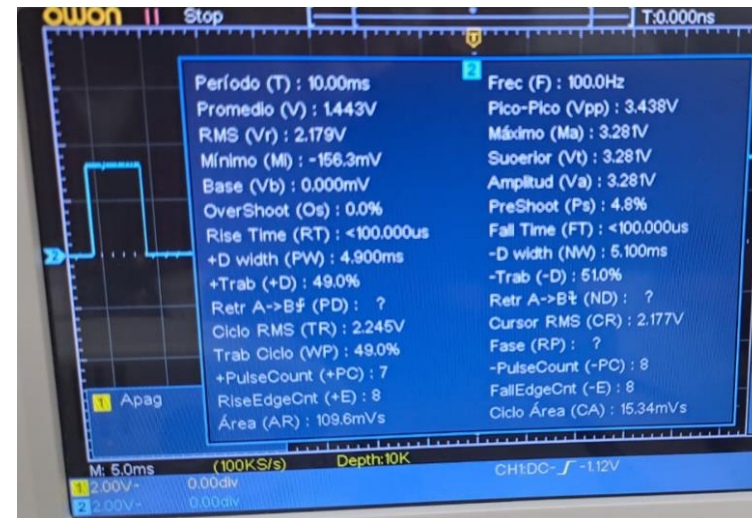 owon Stop T:0.000ns
T
2
Período (T) : 10.00ms Frec (F) : 100.0Hz
Promedio (V) : 1.443V Pico-Pico (Vpp) : 3.438V
RMS (Vr) : 2.179V Máximo (Ma) : 3.281V
Mínimo (Mi) : -156.3mV Suoerior (Vt) : 3.281V
Base (Vb) : 0.000mV Amplitud (Va) : 3.281V
OverShoot (Os) : 0.0% PreShoot (Ps) : 4.8%
Rise Time (RT) : <100.000us Fall Time (FT) : <100.000us
2
+D width (PW) : 4.900ms -D width (NW) : 5.100ms
+Trab (+D) : 49.0% -Trab (-D) : 51.0%
Retr A->B (PD) : ? Retr A->B (ND) : ?
Ciclo RMS (TR) : 2.245V Cursor RMS (CR) : 2.177V
Trab Ciclo (WP) : 49.0% Fase (RP) : ?
+PulseCount (+PC) : 7 -PulseCount (-PC) : 8
1 Apag
RiseEdgeCnt (+E) : 8 FallEdgeCnt (-E) : 8
Área (AR) : 109.6mVs Ciclo Área (CA) : 15.34mVs
M: 5.0ms (100KS/s) Depth:10K CH1:DC- -1.12V
1 2.00V~ 0.00div
2 2.00V~ 0.00div